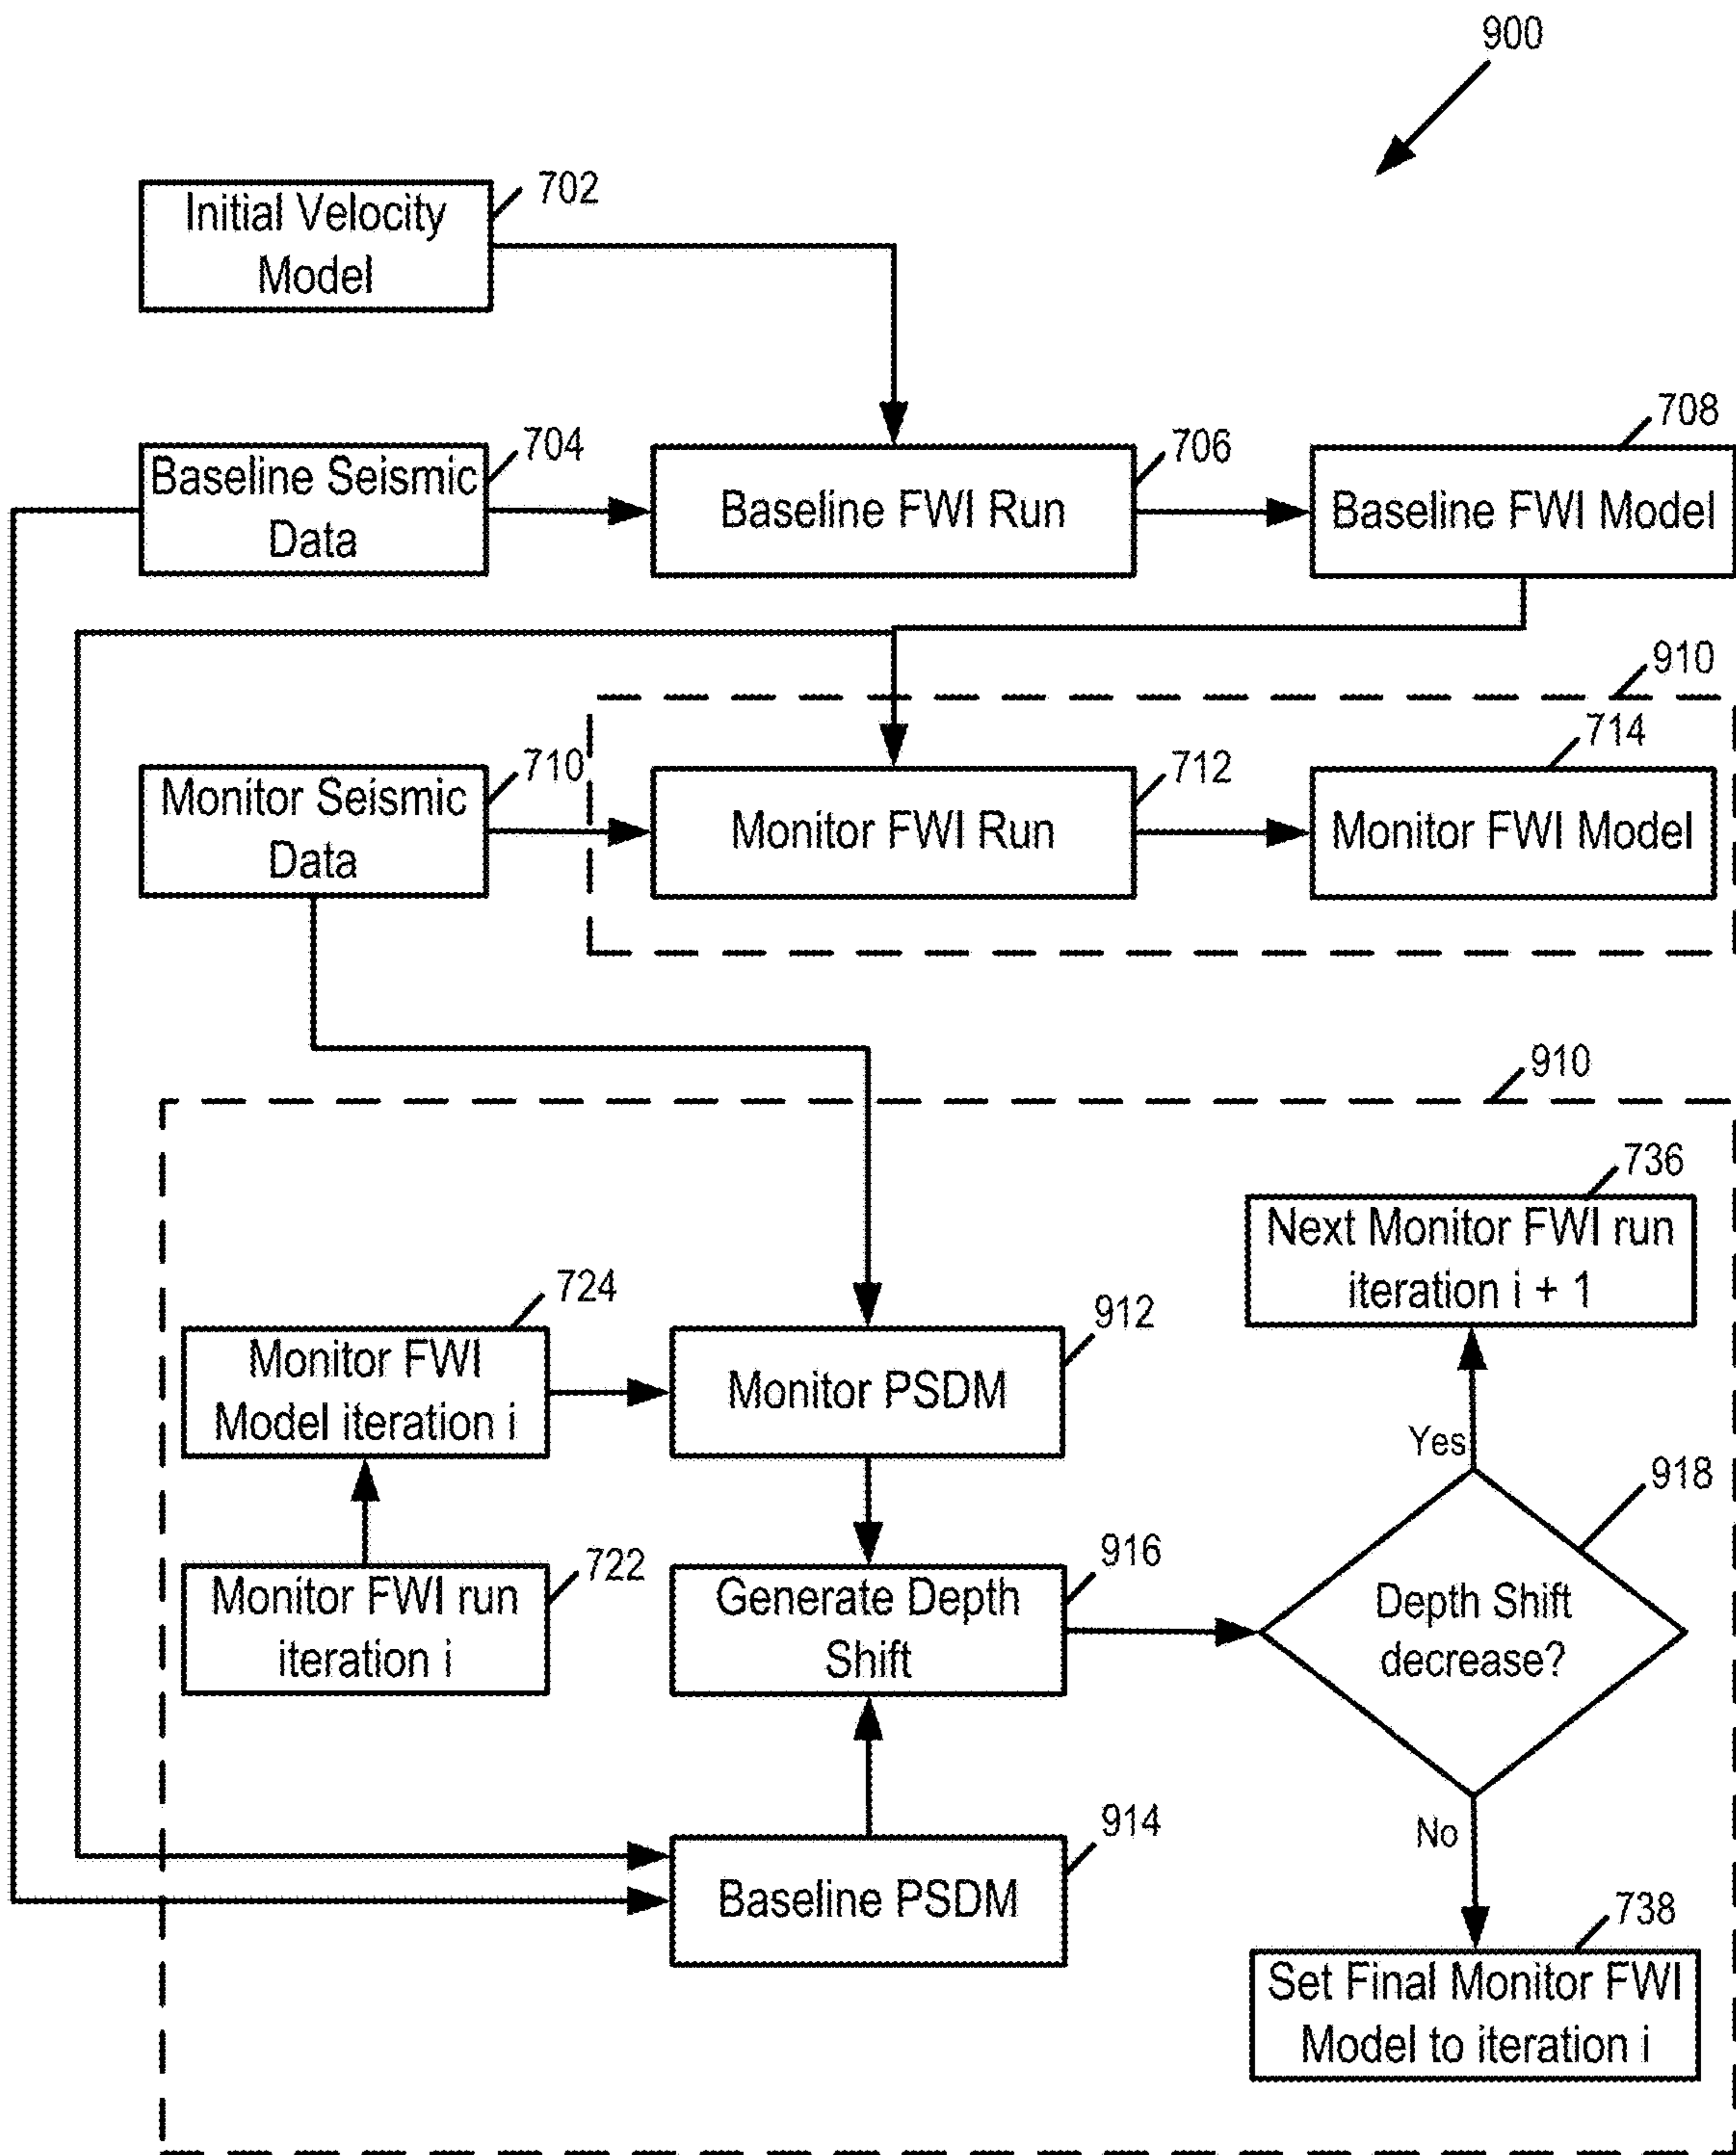 900
702
Initial Velocity
Model
704
Baseline Seismic
Data
706
Baseline FWI Run
708
Baseline FWI Model
910
710
Monitor Seismic
Data
712
Monitor FWI Run
714
Monitor FWI Model
910
736
Next Monitor FWI run
iteration i + 1
724
Monitor FWI
Model iteration i
912
Monitor PSDM
Yes
918
722
Monitor FWI run
iteration i
916
Generate Depth
Shift
Depth Shift
decrease?
914
Baseline PSDM
No
738
Set Final Monitor FWI
Model to iteration i